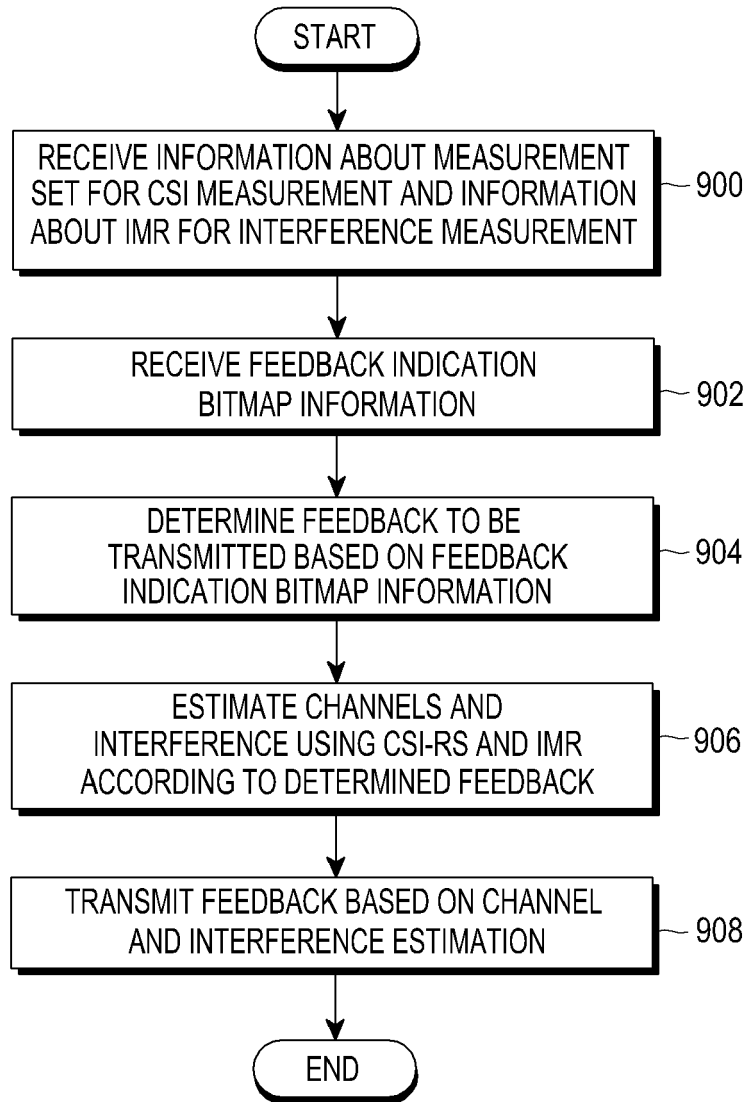 START
RECEIVE INFORMATION ABOUT MEASUREMENT
SET FOR CSI MEASUREMENT AND INFORMATION
ABOUT IMR FOR INTERFERENCE MEASUREMENT
900
RECEIVE FEEDBACK INDICATION
BITMAP INFORMATION
902
DETERMINE FEEDBACK TO BE
TRANSMITTED BASED ON FEEDBACK
INDICATION BITMAP INFORMATION
904
ESTIMATE CHANNELS AND
INTERFERENCE USING CSI-RS AND IMR
ACCORDING TO DETERMINED FEEDBACK
906
TRANSMIT FEEDBACK BASED ON CHANNEL
AND INTERFERENCE ESTIMATION
908
END